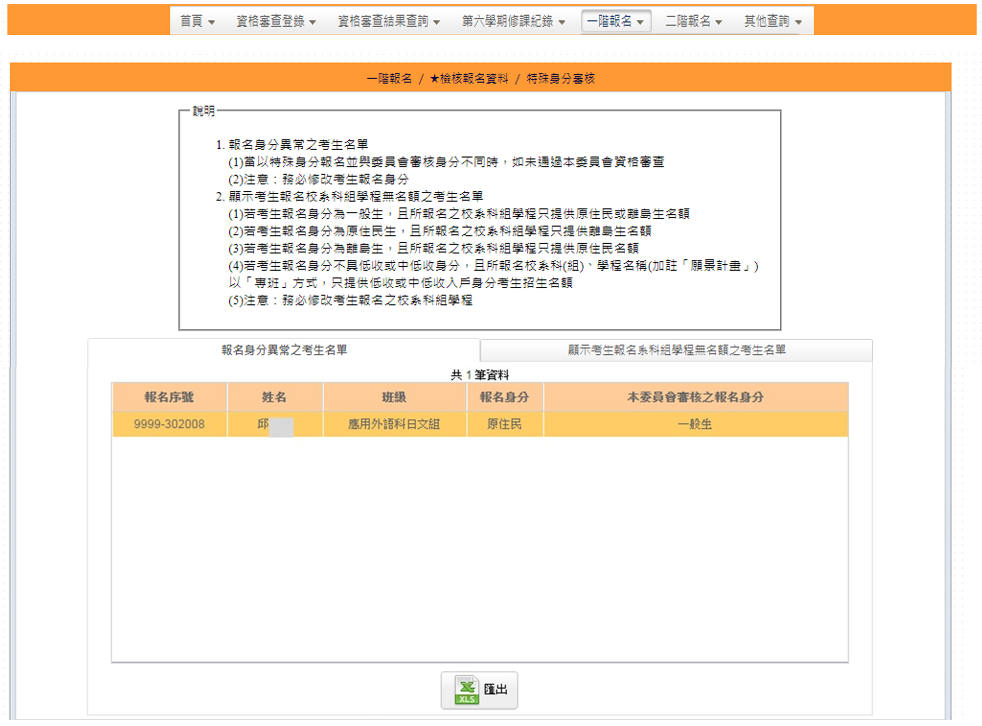 首頁 資格審查登錄 資格審查結果查詢 第六學期修課紀錄 一階報名 二階報名 其他查詢
一階報名 / ★檢核報名資料 / 特殊身分審核
說明
1. 報名身分異常之考生名單
(1)當以特殊身分報名並與委員會審核身分不同時，如未通過本委員會資格審查
(2)注意：務必修改考生報名身分
2. 顯示考生報名校系科組學程無名額之考生名單
(1)若考生報名身分為一般生，且所報名之校系科組學程只提供原住民或離島生名額
(2)若考生報名身分為原住民生，且所報名之校系科組學程只提供離島生名額
(3)若考生報名身分為離島生，且所報名之校系科組學程只提供原住民名額
(4)若考生報名身分不具低收或中低收身分，且所報名校系科(組)、學程名稱(加註「願景計畫」)
以「專班」方式，只提供低收或中低收入戶身分考生招生名額
(5)注意：務必修改考生報名之校系科組學程
報名身分異常之考生名單 顯示考生報名系科組學程無名額之考生名單
共 1 筆資料
報名序號 姓名 班級 報名身分 本委員會審核之報名身分
9999-302008 邱 應用外語科日文組 原住民 一般生
XLS 匯出